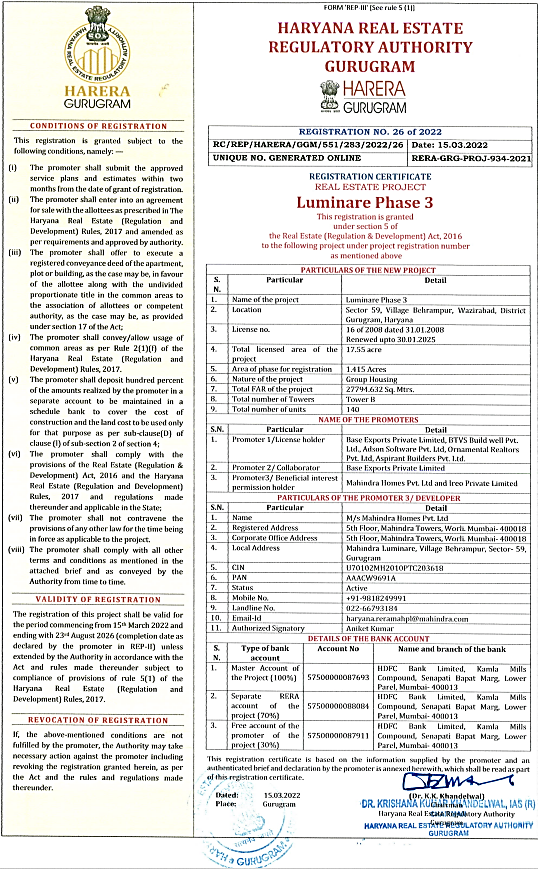 FORM 'REP-III' [See rule 5 (1)]
HARYANA REAL ESTATE
REGULATORY AUTHORITY
GURUGRAM
HARERA
GURUGRAM
HARYANA REAL ESTATE REGULATORY AUTHORITY
HARERA
GURUGRAM
CONDITIONS OF REGISTRATION
This registration is granted subject to the
following conditions, namely: —
(i) The promoter shall submit the approved
service plans and estimates within two
months from the date of grant of registration.
(ii) The promoter shall enter into an agreement
for sale with the allottees as prescribed in The
Haryana Real Estate (Regulation and
Development) Rules, 2017 and amended as
per requirements and approved by authority.
(iii) The promoter shall offer to execute a
registered conveyance deed of the apartment,
plot or building, as the case may be, in favour
of the allottee along with the undivided
proportionate title in the common areas to
the association of allottees or competent
authority, as the case may be, as provided
under section 17 of the Act;
(iv) The promoter shall convey/allow usage of
common areas as per Rule 2(1)(f) of the
Haryana Real Estate (Regulation and
Development) Rules, 2017.
(v) The promoter shall deposit hundred percent
of the amounts realized by the promoter in a
separate account to be maintained in a
schedule bank to cover the cost of
construction and the land cost to be used only
for that purpose as per sub-clause(D) of
clause (l) of sub-section 2 of section 4;
(vi) The promoter shall comply with the
provisions of the Real Estate (Regulation &
Development) Act, 2016 and the Haryana
Real Estate (Regulation and Development)
Rules, 2017 and regulations made
thereunder and applicable in the State;
(vii) The promoter shall not contravene the
provisions of any other law for the time being
in force as applicable to the project.
(viii) The promoter shall comply with all other
terms and conditions as mentioned in the
attached brief and as conveyed by the
Authority from time to time.
VALIDITY OF REGISTRATION
The registration of this project shall be valid for
the period commencing from 15th March 2022 and
ending with 23rd August 2026 (completion date as
declared by the promoter in REP-II) unless
extended by the Authority in accordance with the
Act and rules made thereunder subject to
compliance of provisions of rule 5(1) of the
Haryana Real Estate (Regulation and
Development) Rules, 2017.
REVOCATION OF REGISTRATION
If, the above-mentioned conditions are not
fulfilled by the promoter, the Authority may take
necessary action against the promoter including
revoking the registration granted herein, as per
the Act and the rules and regulations made
thereunder.
REGISTRATION NO. 26 of 2022
RC/REP/HARERA/GGM/551/283/2022/26 Date: 15.03.2022
UNIQUE NO. GENERATED ONLINE RERA-GRG-PROJ-934-2021
REGISTRATION CERTIFICATE
REAL ESTATE PROJECT
Luminare Phase 3
This registration is granted
under section 5 of
the Real Estate (Regulation & Development) Act, 2016
to the following project under project registration number
as mentioned above
PARTICULARS OF THE NEW PROJECT
S. N. Particular Detail
1. Name of the project Luminare Phase 3
2. Location Sector 59, Village Behrampur, Wazirabad, District
Gurugram, Haryana
3. License no. 16 of 2008 dated 31.01.2008
Renewed upto 30.01.2025
4. Total licensed area of the project 17.55 acre
5. Area of phase for registration 1.415 Acres
6. Nature of the project Group Housing
7. Total FAR of the project 27794.632 Sq. Mtrs.
8. Total number of Towers Tower B
9. Total number of units 140
NAME OF THE PROMOTERS
S.N. Particular Detail
1. Promoter 1/License holder Base Exports Private Limited, BTVS Build well Pvt.
Ltd., Adson Software Pvt. Ltd, Ornamental Realtors
Pvt. Ltd, Aspirant Builders Pvt. Ltd.
2. Promoter 2/ Collaborator Base Exports Private Limited
3. Promoter3/ Beneficial interest
permission holder Mahindra Homes Pvt. Ltd and Ireo Private Limited
PARTICULARS OF THE PROMOTER 3/ DEVELOPER
S.N. Particular Detail
1. Name M/s Mahindra Homes Pvt. Ltd
2. Registered Address 5th Floor, Mahindra Towers, Worli. Mumbai- 400018
3. Corporate Office Address 5th Floor, Mahindra Towers, Worli. Mumbai- 400018
4. Local Address Mahindra Luminare, Village Behrampur, Sector- 59,
Gurugram
5. CIN U70102MH2010PTC203618
6. PAN AAACW9691A
7. Status Active
8. Mobile No. +91-9818249991
9. Landline No. 022-66793184
10. Email-Id haryana.reramahpl@mahindra.com
11. Authorized Signatory Aniket Kumar
DETAILS OF THE BANK ACCOUNT
S. N. Type of bank account Account No Name and branch of the bank
1. Master Account of
the Project (100%) 57500000087693 HDFC Bank Limited, Kamla Mills
Compound, Senapati Bapat Marg, Lower
Parel, Mumbai- 400013
2. Separate RERA
account of the
project (70%) 57500000088084 HDFC Bank Limited, Kamla Mills
Compound, Senapati Bapat Marg, Lower
Parel, Mumbai- 400013
3. Free account of the
promoter of the
project (30%) 57500000087911 HDFC Bank Limited, Kamla Mills
Compound, Senapati Bapat Marg, Lower
Parel, Mumbai- 400013
This registration certificate is based on the information supplied by the promoter and an
authenticated brief and declaration by the promoter is annexed herewith, which shall be read as part
of this registration certificate.
Dated: 15.03.2022
Place: Gurugram
(Dr. K.K. Khandelwal)
DR. KRISHANA KUMAR KHANDELWAL, IAS (R)
Chairman
Haryana Real Estate Regulatory Authority
HARYANA REAL ESTATE REGULATORY AUTHORITY
GURUGRAM
GURUGRAM